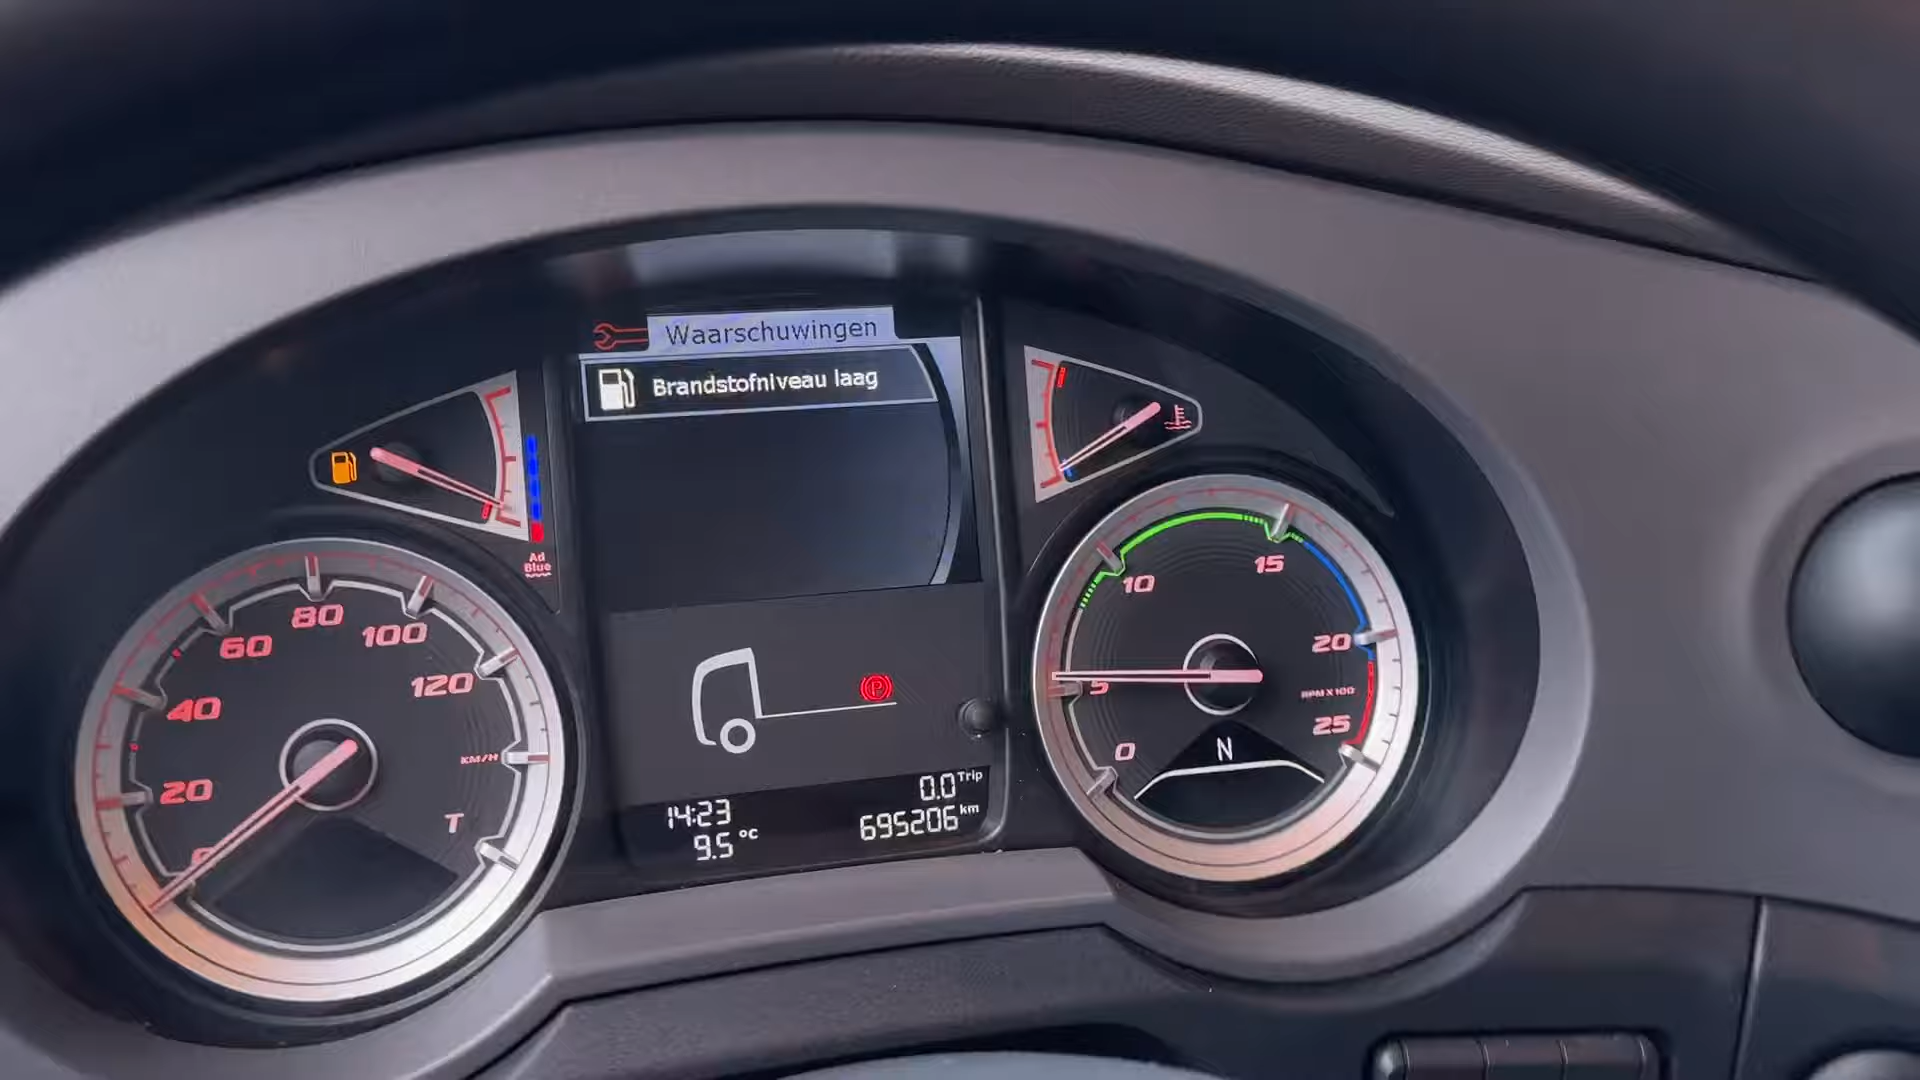 Waarschuwingen
Brandstofniveau laag
Ad
Blue
20
40
60
80
100
120
KM/H
T
14:23
9.5 °C
0.0 Trip
695206 km
P
0
5
10
15
20
25
RPM X 100
N